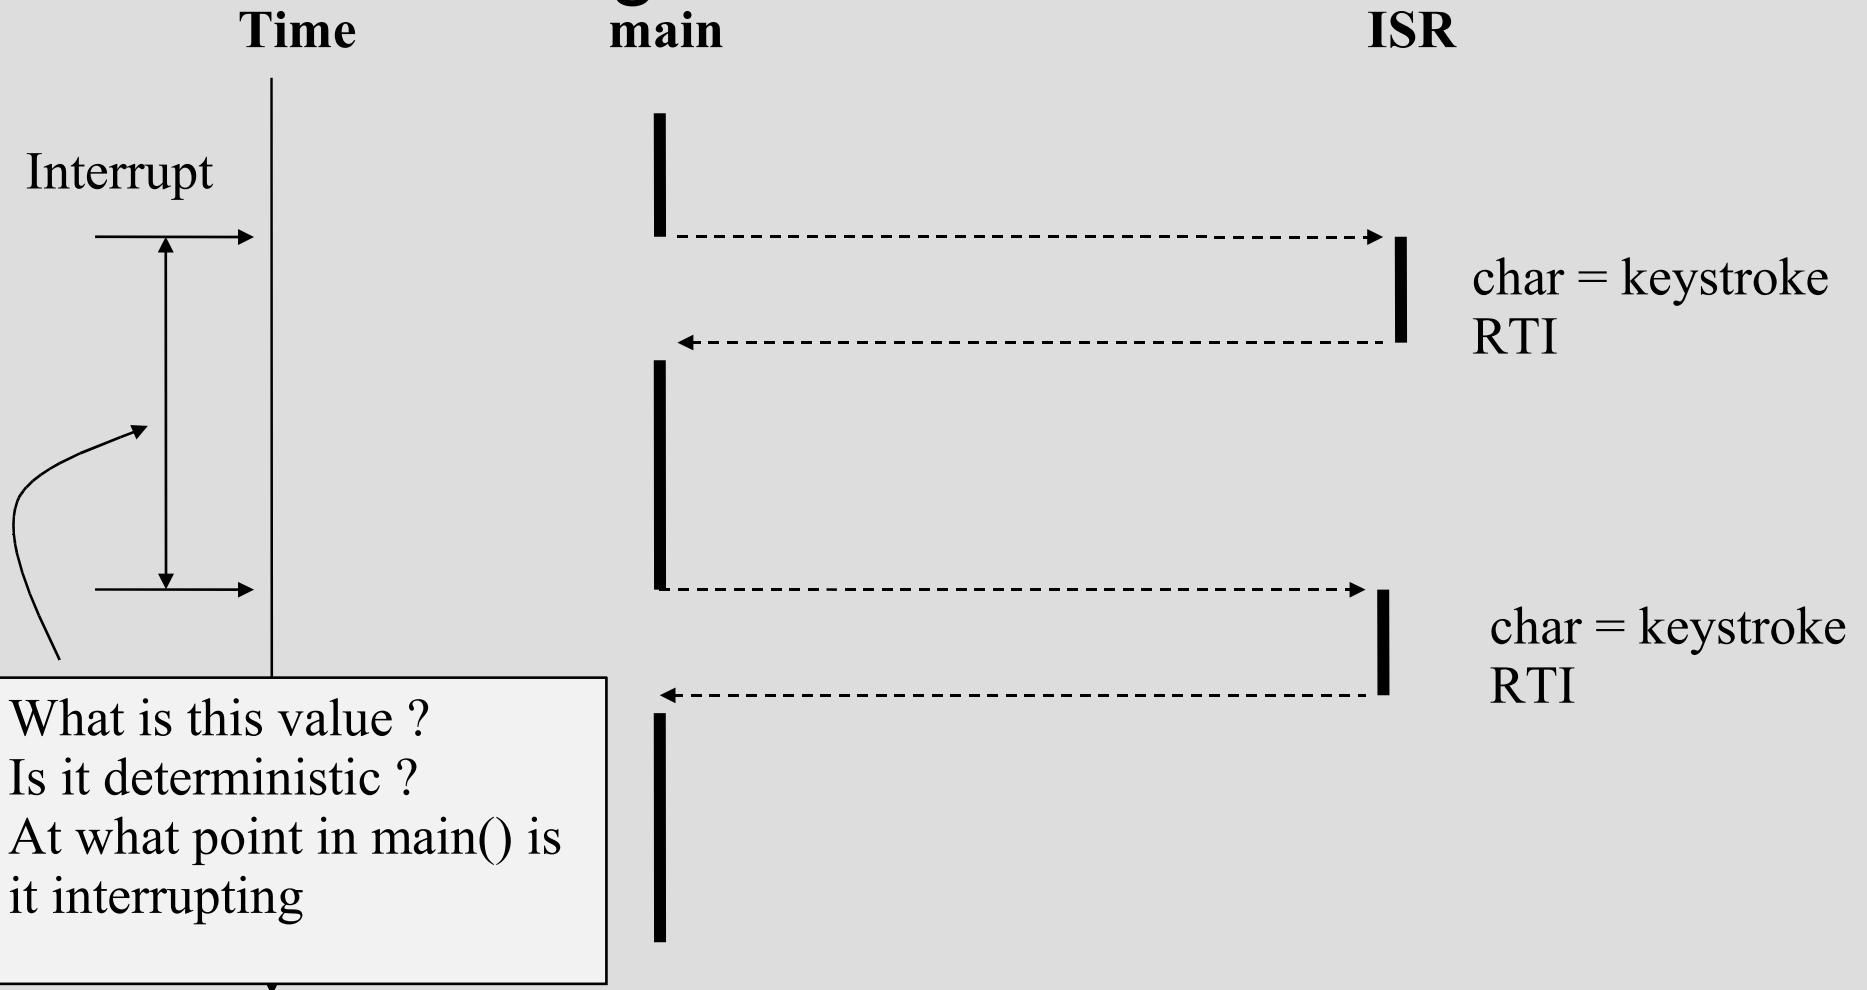 Time
main
ISR
Interrupt
char = keystroke
RTI
char = keystroke
RTI
What is this value ?
Is it deterministic ?
At what point in main() is
it interrupting